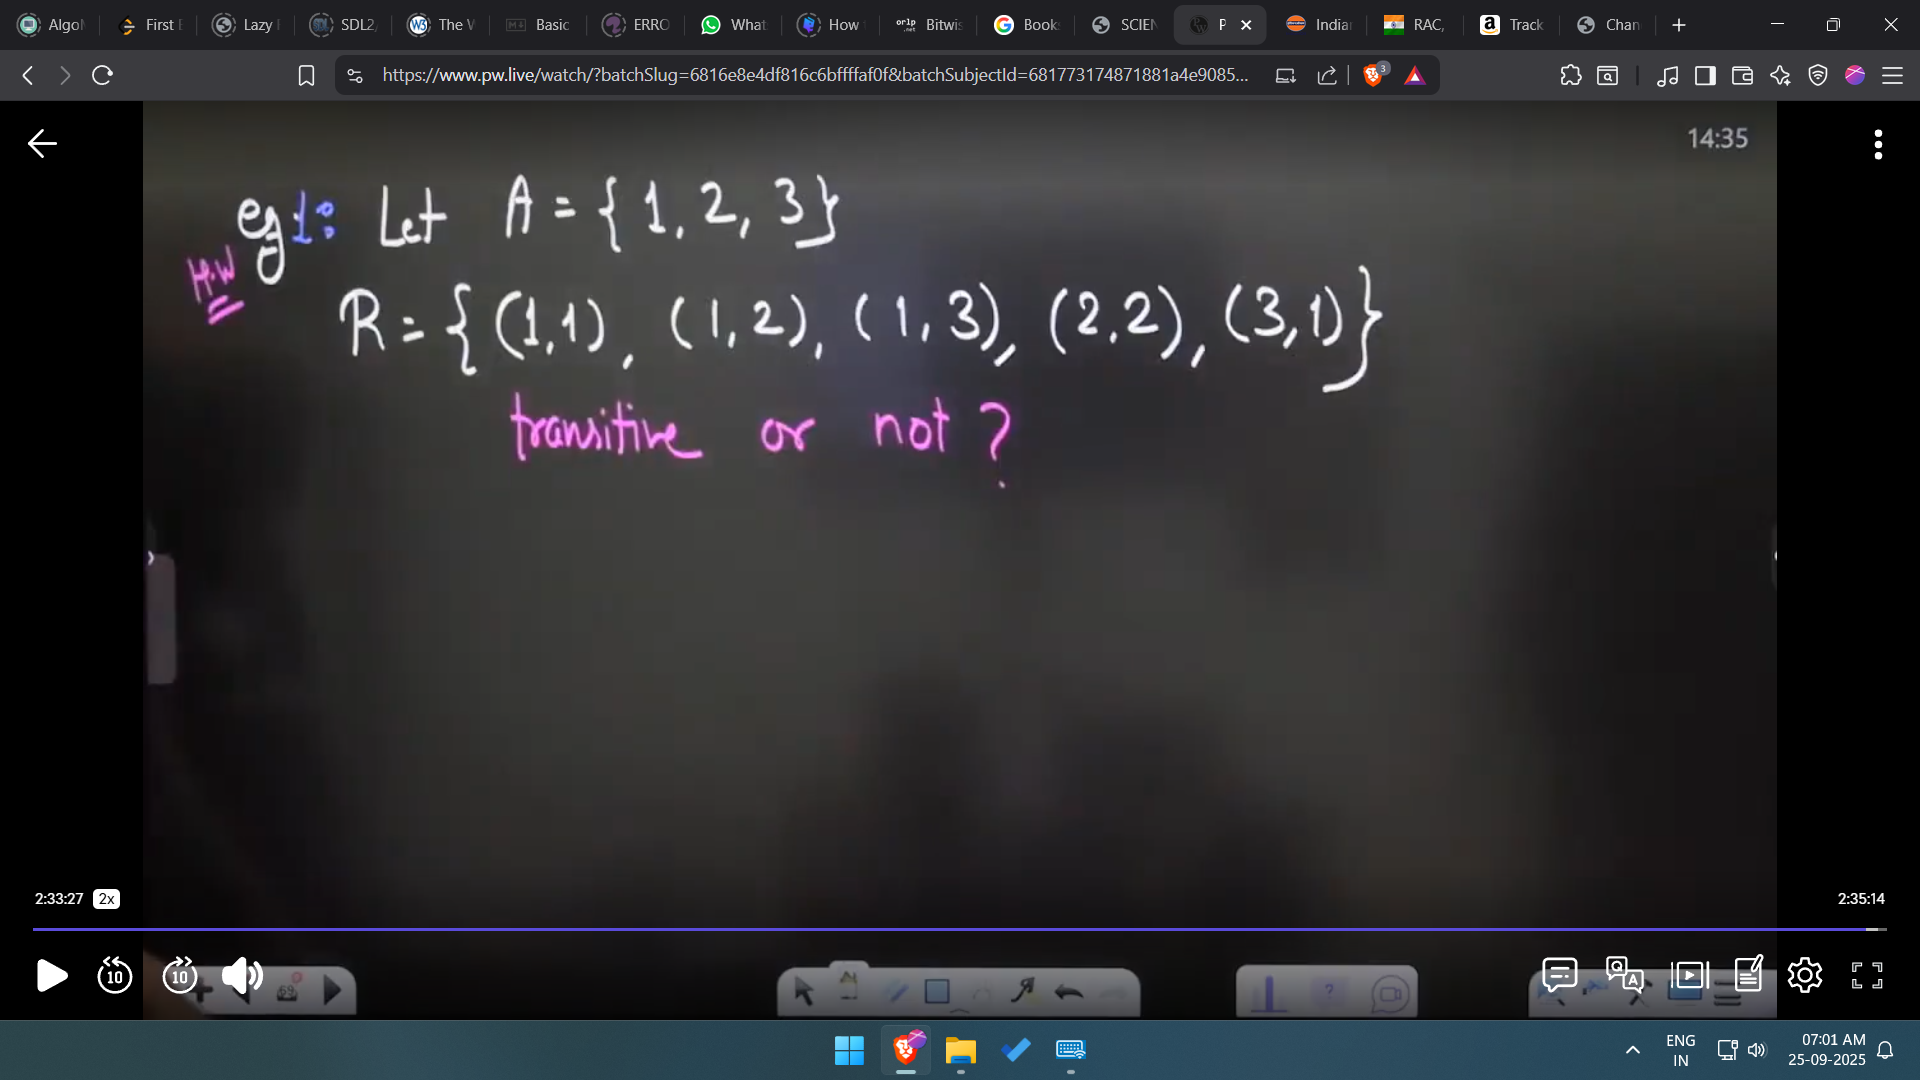 Algo
First E
Lazy
SDL2
The W
Basic
ERRO
What
How
Bitwis
Book
SCIEN
P
India
RAC,
Track
Chan
https://www.pw.live/watch/?batchSlug=6816e8e4df816c6bffffaf0f&batchSubjectId=681773174871881a4e9085...
3
14:35
eg1: Let A = { 1, 2, 3}
H.W
R = { (1,1), (1,2), (1,3), (2,2), (3,1)}
transitive or not ?
2:33:27 2x
2:35:14
10 10
59
ENG
IN
07:01 AM
25-09-2025